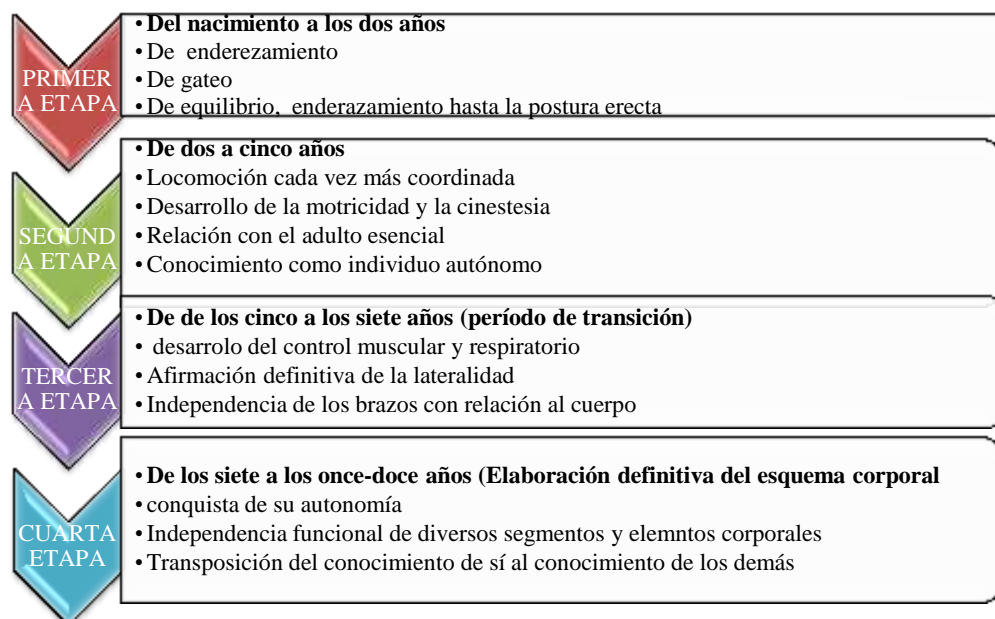 PRIMER
A ETAPA
• Del nacimiento a los dos años
• De enderezamiento
• De gateo
• De equilibrio, enderazamiento hasta la postura erecta
SEGUND
A ETAPA
• De dos a cinco años
• Locomoción cada vez más coordinada
• Desarrollo de la motricidad y la cinestesia
• Relación con el adulto esencial
• Conocimiento como individuo autónomo
TERCER
A ETAPA
• De de los cinco a los siete años (período de transición)
• desarrolo del control muscular y respiratorio
• Afirmación definitiva de la lateralidad
• Independencia de los brazos con relación al cuerpo
CUARTA
ETAPA
• De los siete a los once-doce años (Elaboración definitiva del esquema corporal
• conquista de su autonomía
• Independencia funcional de diversos segmentos y elemntos corporales
• Transposición del conocimiento de sí al conocimiento de los demás